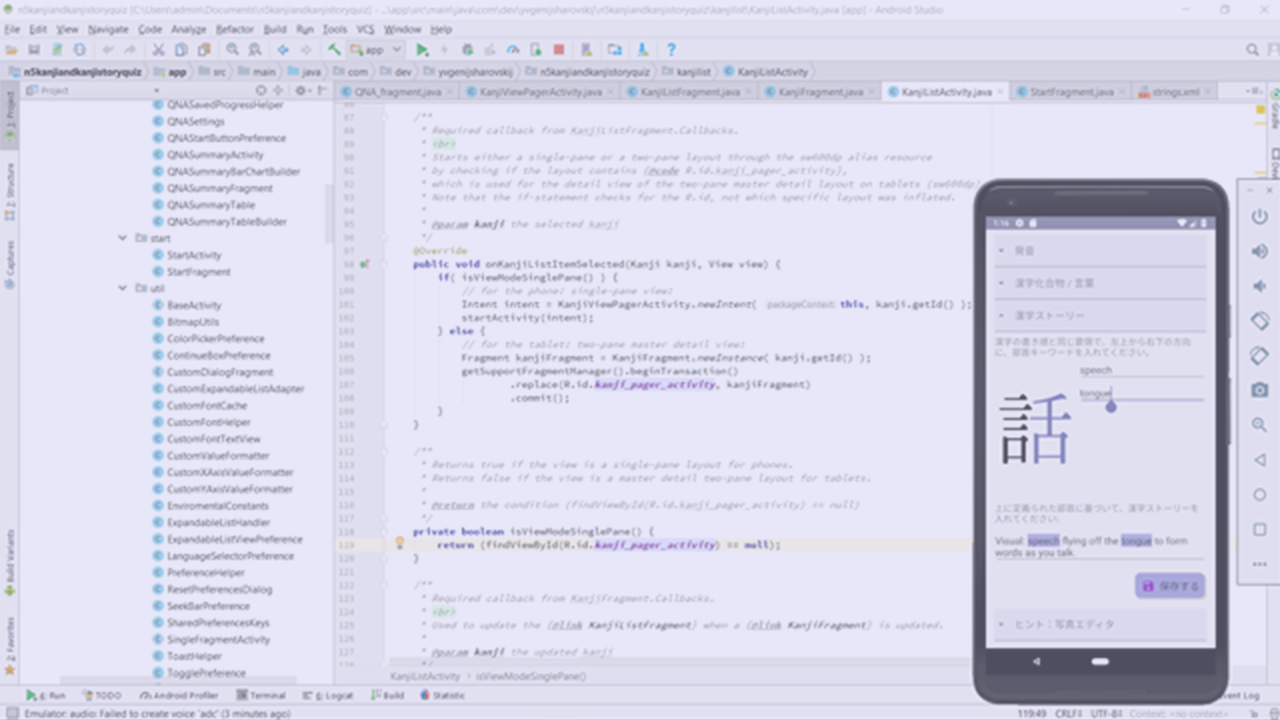 n5kanjiandkanjistoryquiz [C:\Users\admin\Documents\n5kanjiandkanjistoryquiz] - ...\app\src\main\java\com\dev\yvgenijsharovskij\n5kanjiandkanjistoryquiz\kanjilist\KanjiListActivity.java [app] - Android Studio
File Edit View Navigate Code Analyze Refactor Build Run Tools VCS Window Help
app
n5kanjiandkanjistoryquiz app src main java com dev yvgenijsharovskij n5kanjiandkanjistoryquiz kanjilist KanjiListActivity
Project
QNA_fragment.java KanjiViewPagerActivity.java KanjiListFragment.java KanjiFragment.java KanjiListActivity.java StartFragment.java strings.xml
1: Project
2: Structure
Captures
Build Variants
2: Favorites
Gradle
QNASavedProgressHelper
QNASettings
QNAStartButtonPreference
QNASummaryActivity
QNASummaryBarChartBuilder
QNASummaryFragment
QNASummaryTable
QNASummaryTableBuilder
start
StartActivity
StartFragment
util
BaseActivity
BitmapUtils
ColorPickerPreference
ContinueBoxPreference
CustomDialogFragment
CustomExpandableListAdapter
CustomFontCache
CustomFontHelper
CustomFontTextView
CustomValueFormatter
CustomXAxisValueFormatter
CustomYAxisValueFormatter
EnviromentalConstants
ExpandableListHandler
ExpandableListViewPreference
LanguageSelectorPreference
PreferenceHelper
ResetPreferencesDialog
SeekBarPreference
SharedPreferencesKeys
SingleFragmentActivity
ToastHelper
TogglePreference
87 /**
88 * Required callback from KanjiListFragment.Callbacks.
89 * <br>
90 * Starts either a single-pane or a two-pane layout through the sw600dp alias resource
91 * by checking if the layout contains {@code R.id.kanji_pager_activity},
92 * which is used for the detail view of the two-pane master detail layout on tablets (sw600dp)
93 * Note that the if-statement checks for the R.id, not which specific layout was inflated.
94 *
95 * @param kanji the selected kanji
96 */
97 @Override
98 public void onKanjiListItemSelected(Kanji kanji, View view) {
99 if( isViewModeSinglePane() ) {
100 // for the phone: single-pane view:
101 Intent intent = KanjiViewPagerActivity.newIntent( packageContext: this, kanji.getId() );
102 startActivity(intent);
103 } else {
104 // for the tablet: two-pane master detail view:
105 Fragment kanjiFragment = KanjiFragment.newInstance( kanji.getId() );
106 getSupportFragmentManager().beginTransaction()
107 .replace(R.id.kanji_pager_activity, kanjiFragment)
108 .commit();
109 }
110 }
111
112 /**
113 * Returns true if the view is a single-pane layout for phones.
114 * Returns false if the view is a master detail two-pane layout for tablets.
115 *
116 * @return the condition (findViewById(R.id.kanji_pager_activity) == null)
117 */
118 private boolean isViewModeSinglePane() {
119 return (findViewById(R.id.kanji_pager_activity) == null);
120 }
121
122 /**
123 * Required callback from KanjiFragment.Callbacks.
124 * <br>
125 * Used to update the {@link KanjiListFragment} when a {@link KanjiFragment} is updated.
126 *
127 * @param kanji the updated kanji
KanjiListActivity isViewModeSinglePane()
1:16
発音
漢字化合物 / 言葉
漢字ストーリー
漢字の書き順と同じ要領で、左上から右下の方向
に、部首キーワードを入れてください。
speech
tongue
話
上に定義られた部首に基づいて、漢字ストーリーを
入れてください:
Visual: speech flying off the tongue to form
words as you talk.
保存する
ヒント：写真エディタ
4: Run TODO Android Profiler Terminal 6: Logcat Build Statistic
Event Log
Emulator: audio: Failed to create voice 'adc' (3 minutes ago)
119:49 CRLF UTF-8 Context: <no context>